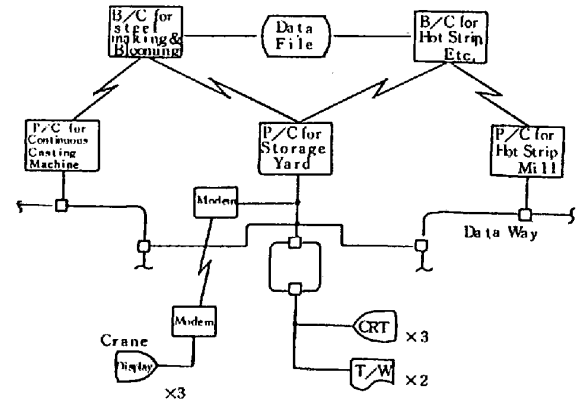 B/C for
steel
making &
Blooming
Data
File
B/C for
Hot Strip
Etc.
P/C for
Continuous
Casting
Machine
P/C for
Storage
Yard
P/C for
Hot Strip
Mill
Modem
Data Way
Modem
Crane
Display
×3
CRT
×3
T/W
×2